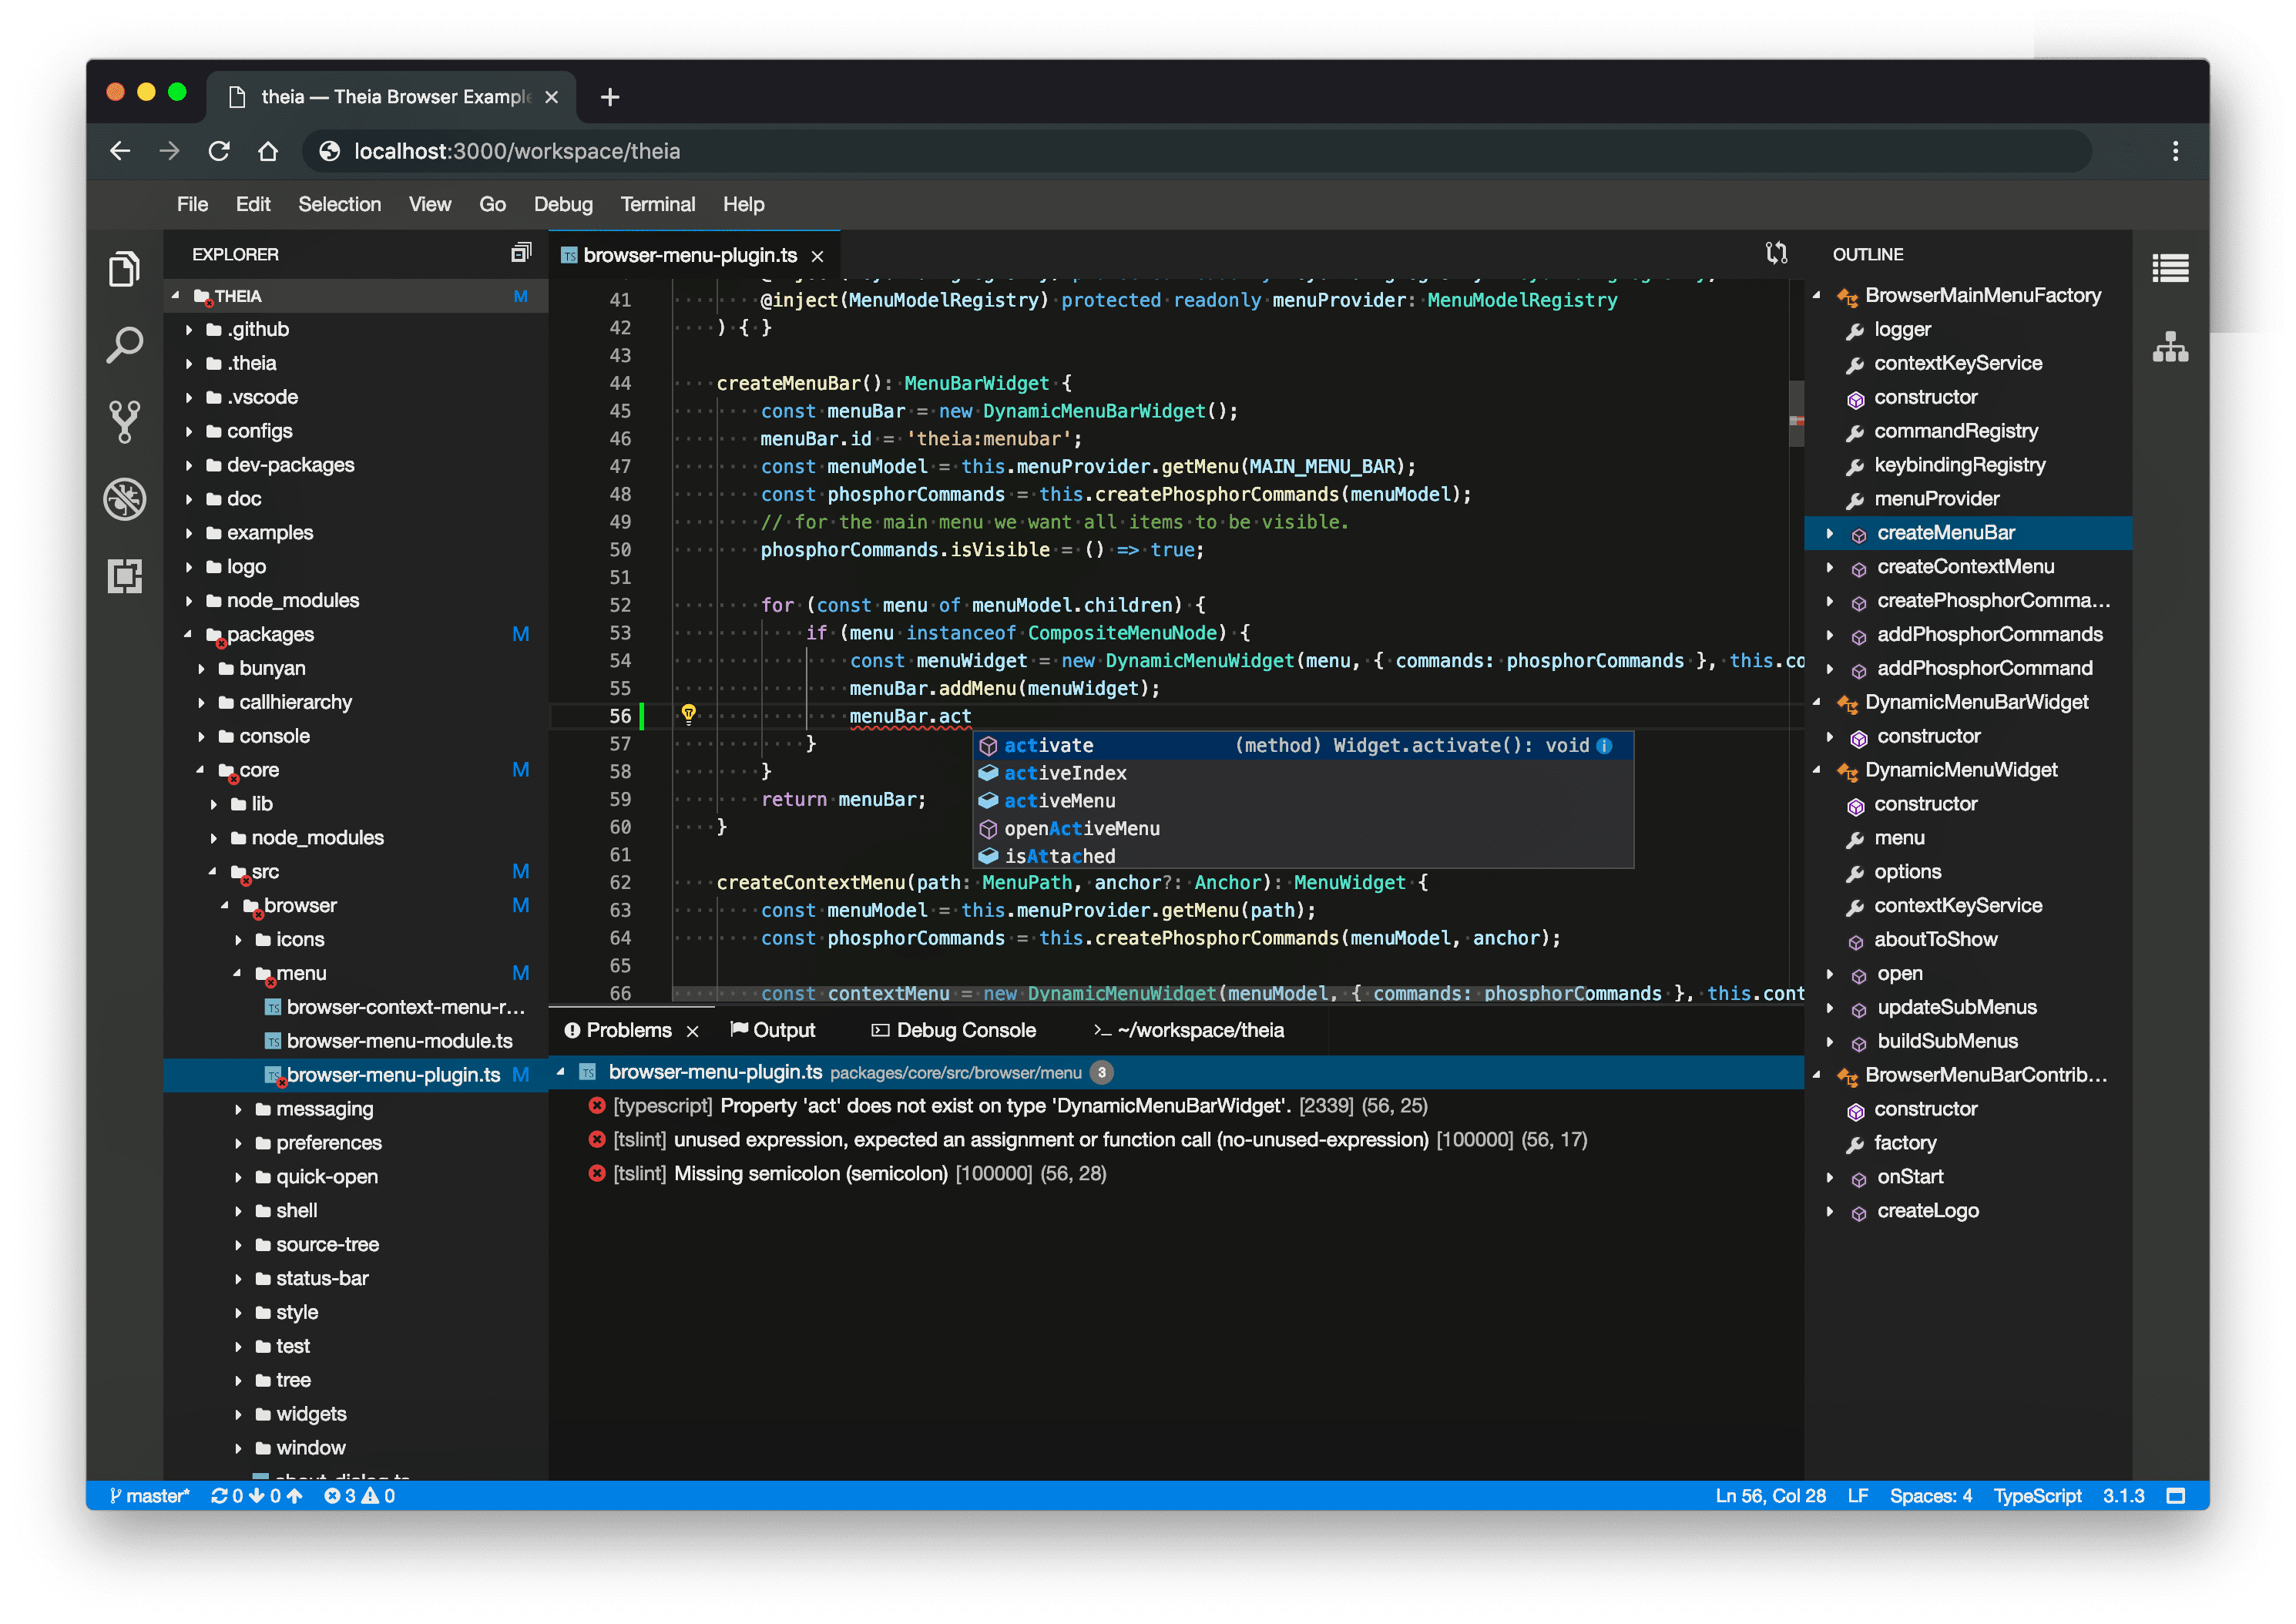 theia — Theia Browser Example
localhost:3000/workspace/theia
File Edit Selection View Go Debug Terminal Help
EXPLORER
THEIA M
.github
.theia
.vscode
configs
dev-packages
doc
examples
logo
node_modules
packages M
bunyan
callhierarchy
console
core M
lib
node_modules
src M
browser M
icons
menu M
browser-context-menu-r...
browser-menu-module.ts
browser-menu-plugin.ts M
messaging
preferences
quick-open
shell
source-tree
status-bar
style
test
tree
widgets
window
browser-menu-plugin.ts
41 @inject(MenuModelRegistry) protected readonly menuProvider: MenuModelRegistry
42 ) { }
43
44 createMenuBar(): MenuBarWidget {
45 const menuBar = new DynamicMenuBarWidget();
46 menuBar.id = 'theia:menubar';
47 const menuModel = this.menuProvider.getMenu(MAIN_MENU_BAR);
48 const phosphorCommands = this.createPhosphorCommands(menuModel);
49 // for the main menu we want all items to be visible.
50 phosphorCommands.isVisible = () => true;
51
52 for (const menu of menuModel.children) {
53 if (menu instanceof CompositeMenuNode) {
54 const menuWidget = new DynamicMenuWidget(menu, { commands: phosphorCommands }, this.co
55 menuBar.addMenu(menuWidget);
56 menuBar.act
57 }
58 }
59 return menuBar;
60 }
61
62 createContextMenu(path: MenuPath, anchor?: Anchor): MenuWidget {
63 const menuModel = this.menuProvider.getMenu(path);
64 const phosphorCommands = this.createPhosphorCommands(menuModel, anchor);
65
66 const contextMenu = new DynamicMenuWidget(menuModel, { commands: phosphorCommands }, this.cont
activate (method) Widget.activate(): void
activeIndex
activeMenu
openActiveMenu
isAttached
Problems Output Debug Console >_ ~/workspace/theia
browser-menu-plugin.ts packages/core/src/browser/menu 3
[typescript] Property 'act' does not exist on type 'DynamicMenuBarWidget'. [2339] (56, 25)
[tslint] unused expression, expected an assignment or function call (no-unused-expression) [100000] (56, 17)
[tslint] Missing semicolon (semicolon) [100000] (56, 28)
OUTLINE
BrowserMainMenuFactory
logger
contextKeyService
constructor
commandRegistry
keybindingRegistry
menuProvider
createMenuBar
createContextMenu
createPhosphorComma...
addPhosphorCommands
addPhosphorCommand
DynamicMenuBarWidget
constructor
DynamicMenuWidget
constructor
menu
options
contextKeyService
aboutToShow
open
updateSubMenus
buildSubMenus
BrowserMenuBarContrib...
constructor
factory
onStart
createLogo
master* 0 0 3 0 Ln 56, Col 28 LF Spaces: 4 TypeScript 3.1.3